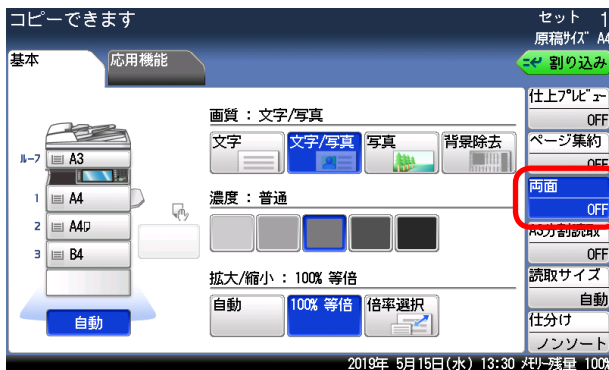 コピーできます
セット 1
原稿サイズ A4
基本
応用機能
割り込み
画質：文字/写真
文字
文字/写真
写真
背景除去
濃度：普通
拡大/縮小：100% 等倍
自動
100% 等倍
倍率選択
ループ
A3
1
A4
2
A4
3
B4
自動
仕上プレビュー
OFF
ページ集約
OFF
両面
OFF
A3分割読取
OFF
読取サイズ
自動
仕分け
ノンソート
2019年 5月15日(水) 13:30 メモリー残量 100%